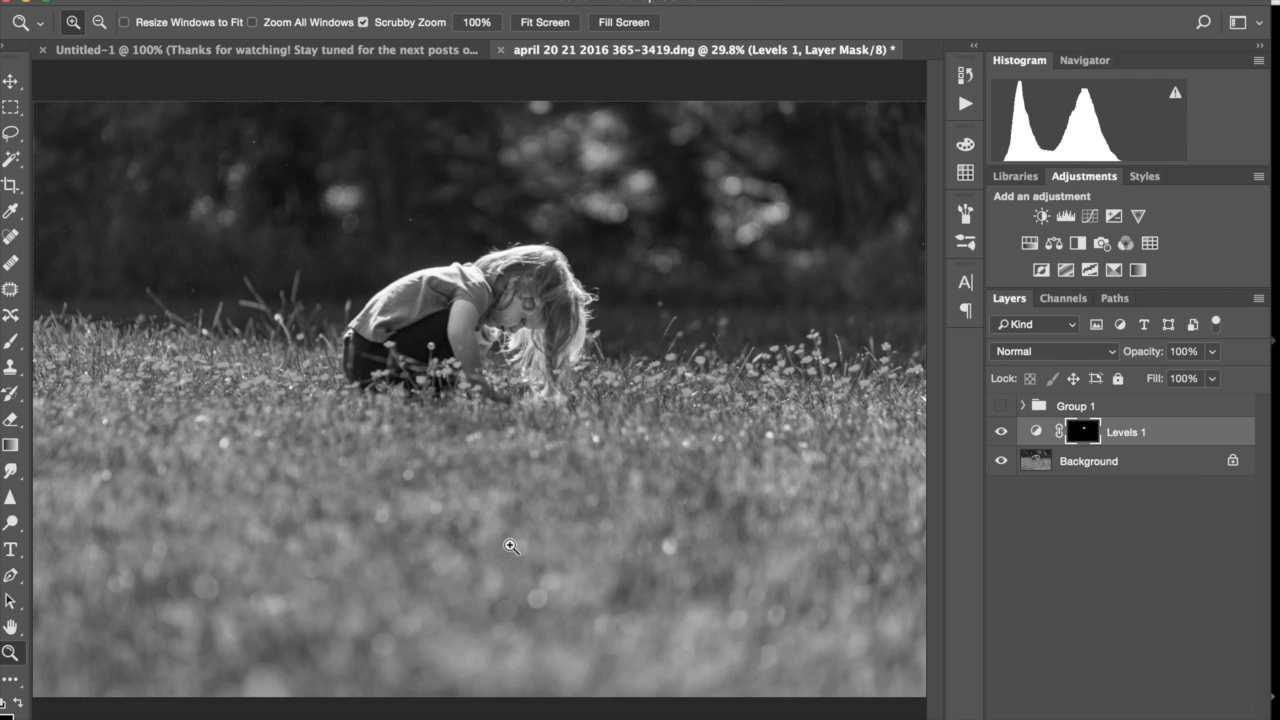 Resize Windows to Fit Zoom All Windows Scrubby Zoom 100% Fit Screen Fill Screen
Untitled-1 @ 100% (Thanks for watching! Stay tuned for the next posts o... april 20 21 2016 365-3419.dng @ 29.8% (Levels 1, Layer Mask/8) *
Histogram Navigator
Libraries Adjustments Styles
Add an adjustment
Layers Channels Paths
Kind
Normal Opacity: 100%
Lock: Fill: 100%
Group 1
Levels 1
Background